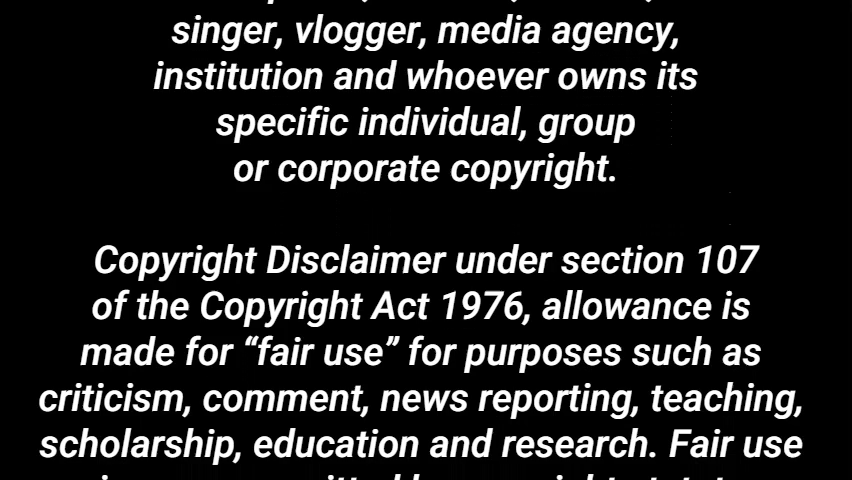 singer, vlogger, media agency,
institution and whoever owns its
specific individual, group
or corporate copyright.
Copyright Disclaimer under section 107
of the Copyright Act 1976, allowance is
made for “fair use” for purposes such as
criticism, comment, news reporting, teaching,
scholarship, education and research. Fair use